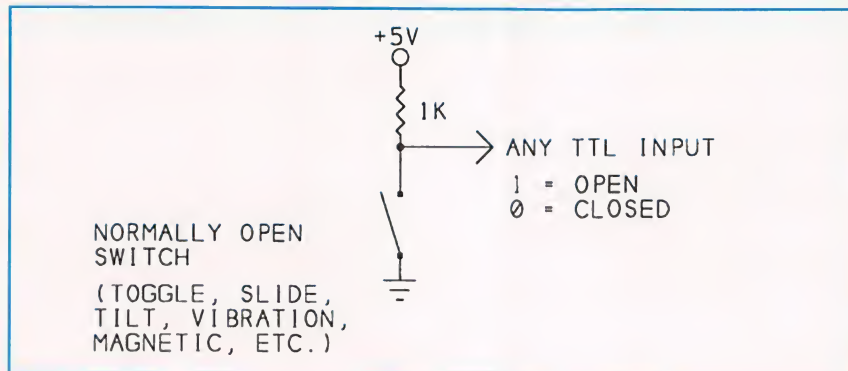 +5V
1K
ANY TTL INPUT
1 = OPEN
0 = CLOSED
NORMALLY OPEN
SWITCH
(TOGGLE, SLIDE,
TILT, VIBRATION,
MAGNETIC, ETC.)